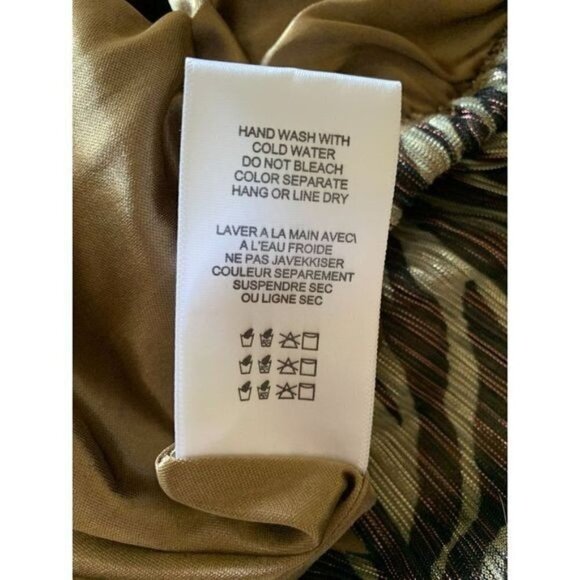 HAND WASH WITH
COLD WATER
DO NOT BLEACH
COLOR SEPARATE
HANG OR LINE DRY
LAVER A LA MAIN AVEC\
A L'EAU FROIDE
NE PAS JAVEKKISER
COULEUR SEPAREMENT
SUSPENDRE SEC
OU LIGNE SEC